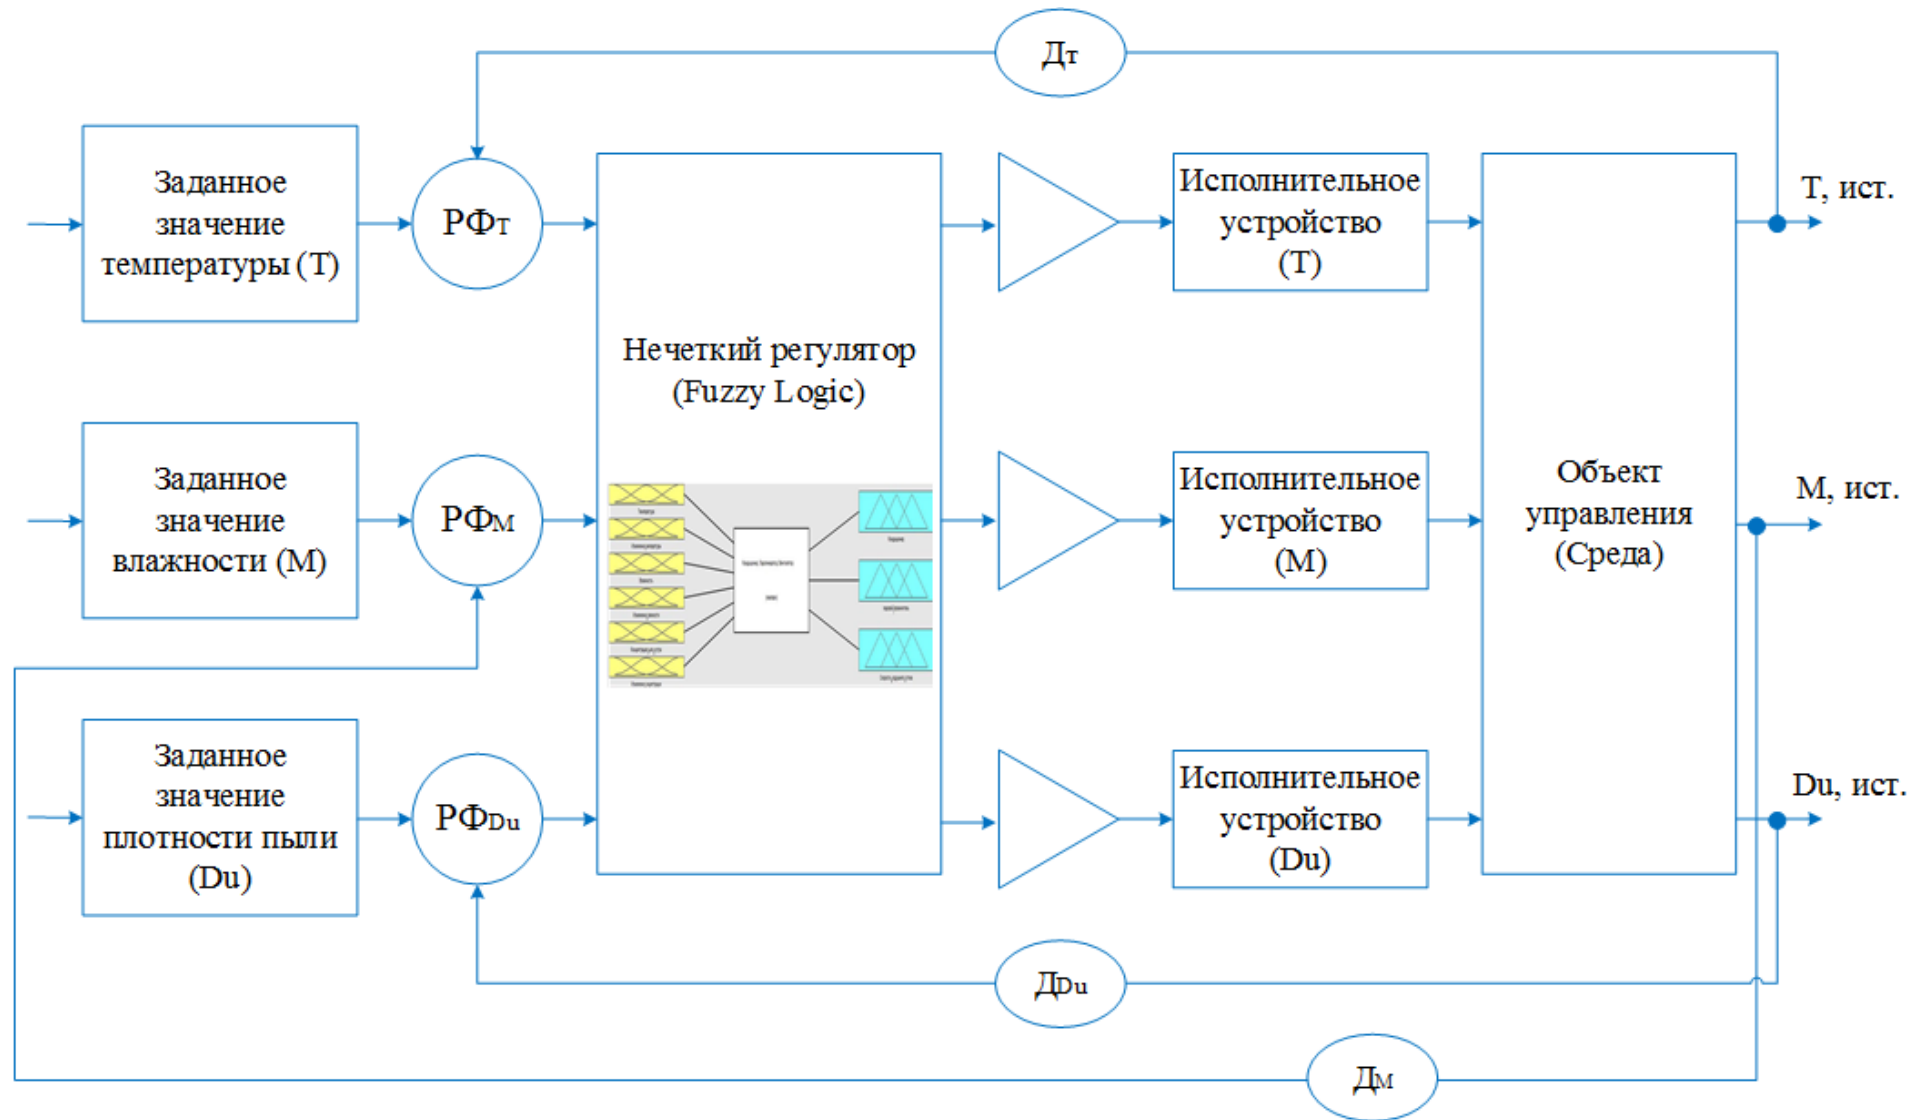 Дт
Заданное
значение
температуры (Т)
РФТ
Нечеткий регулятор
(Fuzzy Logic)
Исполнительное
устройство
(Т)
Т, ист.
Заданное
значение
влажности (М)
РФМ
Исполнительное
устройство
(М)
Объект
управления
(Среда)
М, ист.
Заданное
значение
плотности пыли
(Du)
РФDu
Исполнительное
устройство
(Du)
Du, ист.
ДDu
ДМ